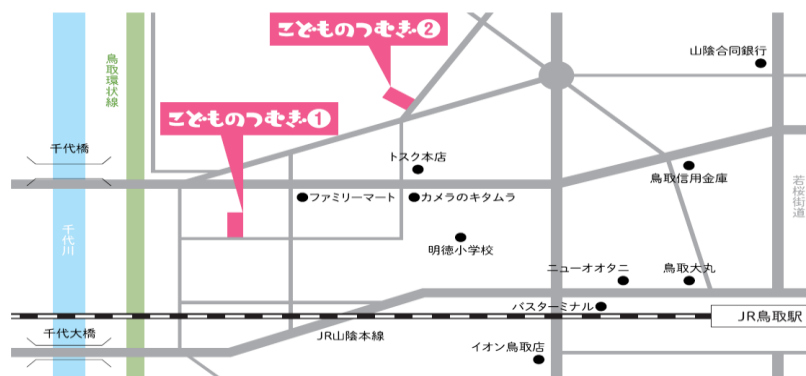 こどものつむぎ❷
山陰合同銀行
鳥取環状線
こどものつむぎ❶
千代橋
トスク本店
鳥取信用金庫
ファミリーマート
カメラのキタムラ
若桜街道
千代川
明徳小学校
ニューオオタニ
鳥取大丸
バスターミナル
JR鳥取駅
千代大橋
JR山陰本線
イオン鳥取店